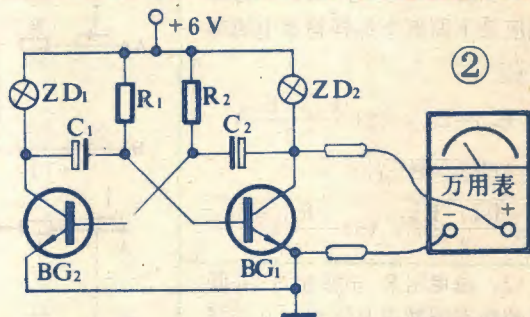 +6 V
②
ZD₁
R₁
R₂
ZD₂
C₁
C₂
万用表
− +
BG₂
BG₁